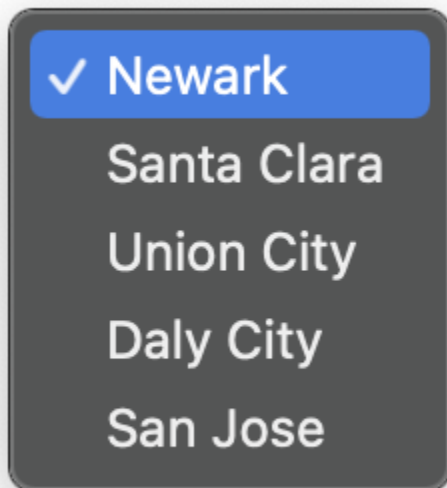 ✓ Newark
Santa Clara
Union City
Daly City
San Jose